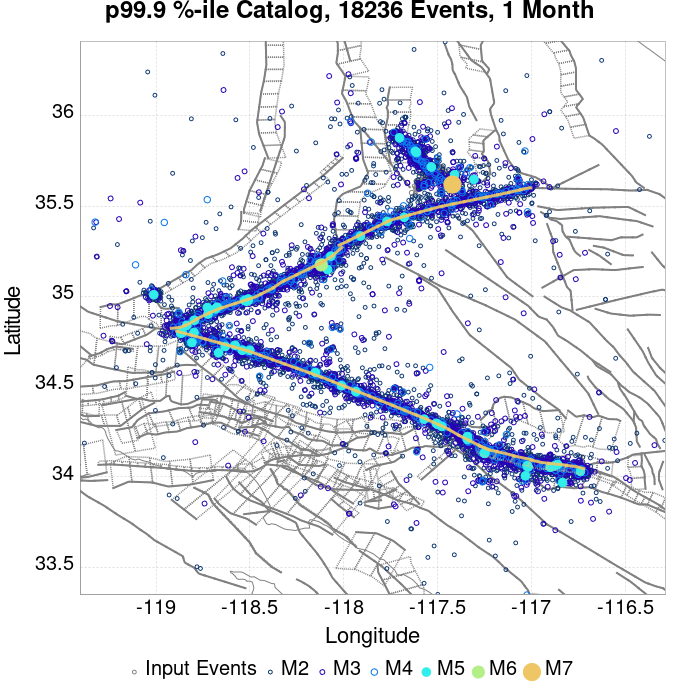 p99.9 %-ile Catalog, 18236 Events, 1 Month
36
35.5
35
34.5
34
33.5
Latitude
-119 -118.5 -118 -117.5 -117 -116.5
Longitude
Input Events M2 M3 M4 M5 M6 M7